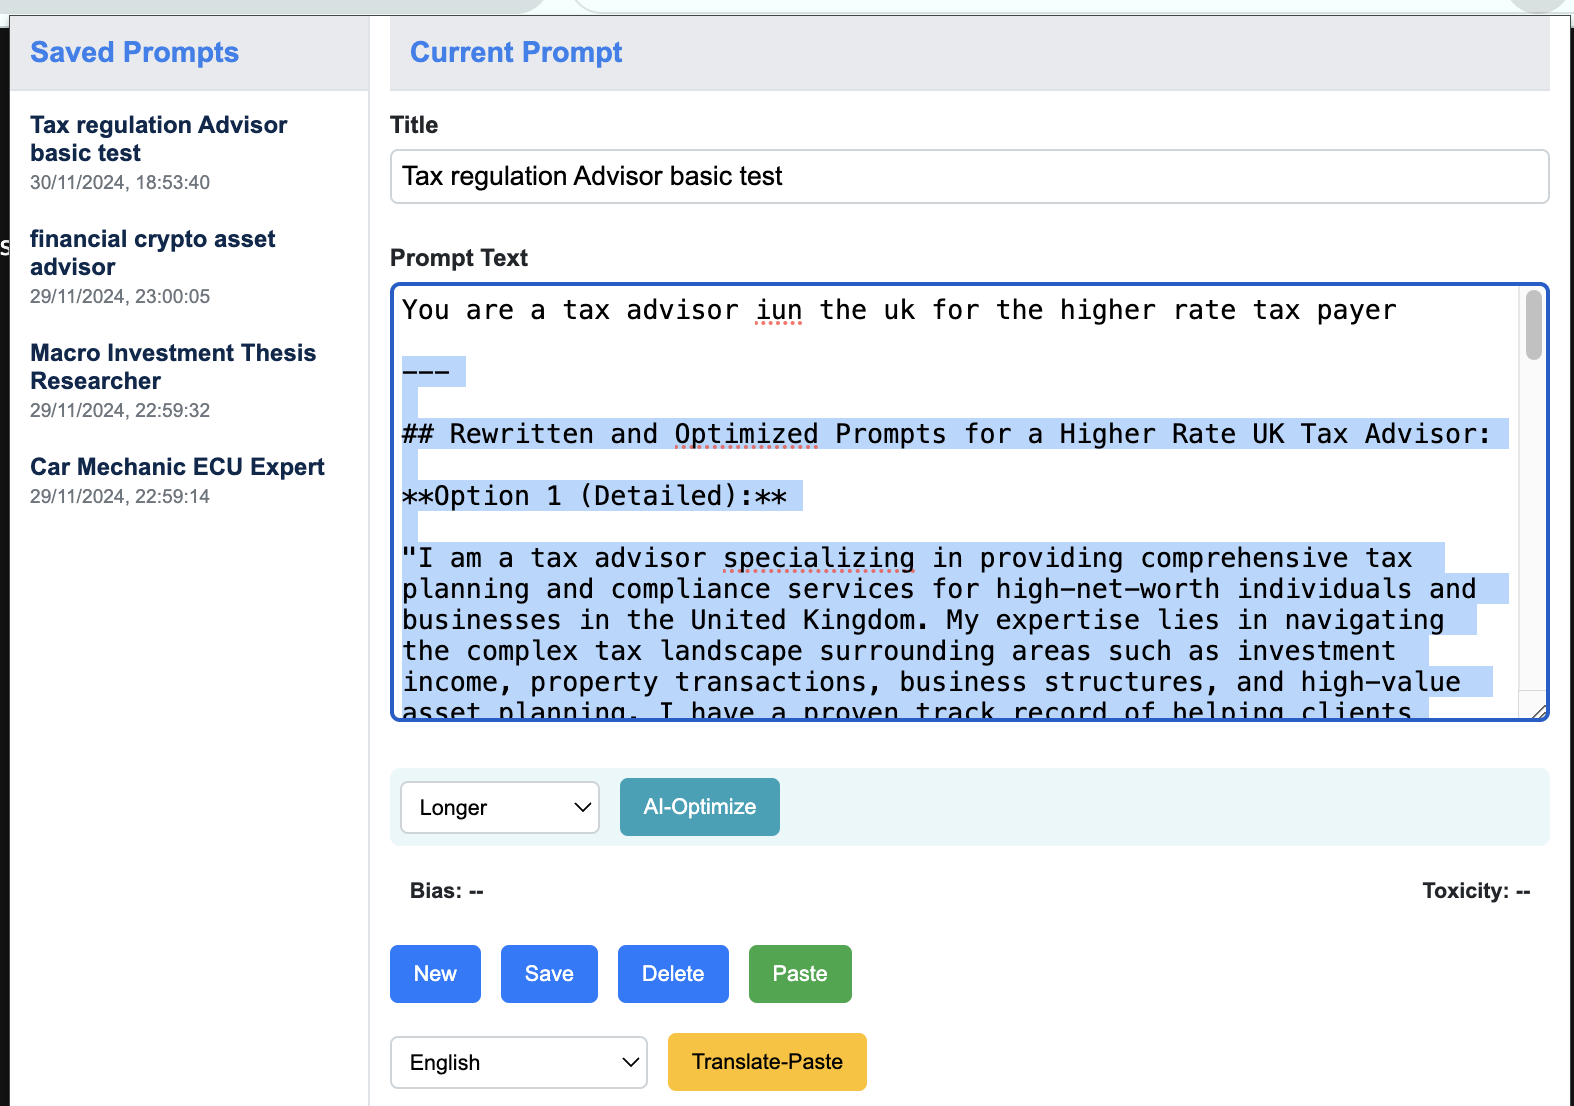 Saved Prompts
Tax regulation Advisor
basic test
30/11/2024, 18:53:40
financial crypto asset
advisor
29/11/2024, 23:00:05
Macro Investment Thesis
Researcher
29/11/2024, 22:59:32
Car Mechanic ECU Expert
29/11/2024, 22:59:14
Current Prompt
Title
Tax regulation Advisor basic test
Prompt Text
You are a tax advisor iun the uk for the higher rate tax payer
---
## Rewritten and Optimized Prompts for a Higher Rate UK Tax Advisor:
**Option 1 (Detailed):**
"I am a tax advisor specializing in providing comprehensive tax
planning and compliance services for high-net-worth individuals and
businesses in the United Kingdom. My expertise lies in navigating
the complex tax landscape surrounding areas such as investment
income, property transactions, business structures, and high-value
asset planning. I have a proven track record of helping clients
Longer
AI-Optimize
Bias: --
Toxicity: --
New
Save
Delete
Paste
English
Translate-Paste